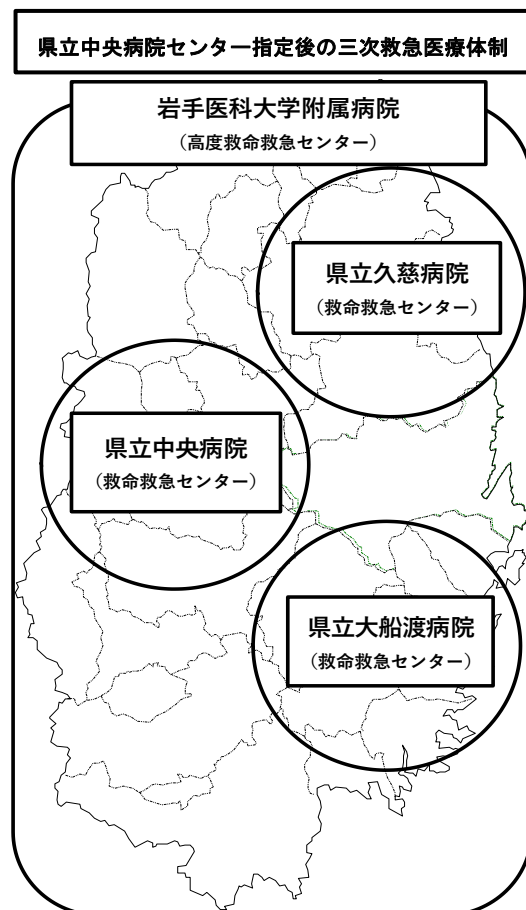 県立中央病院センター指定後の三次救急医療体制
岩手医科大学附属病院
（高度救命救急センター）
県立久慈病院
（救命救急センター）
県立中央病院
（救命救急センター）
県立大船渡病院
（救命救急センター）